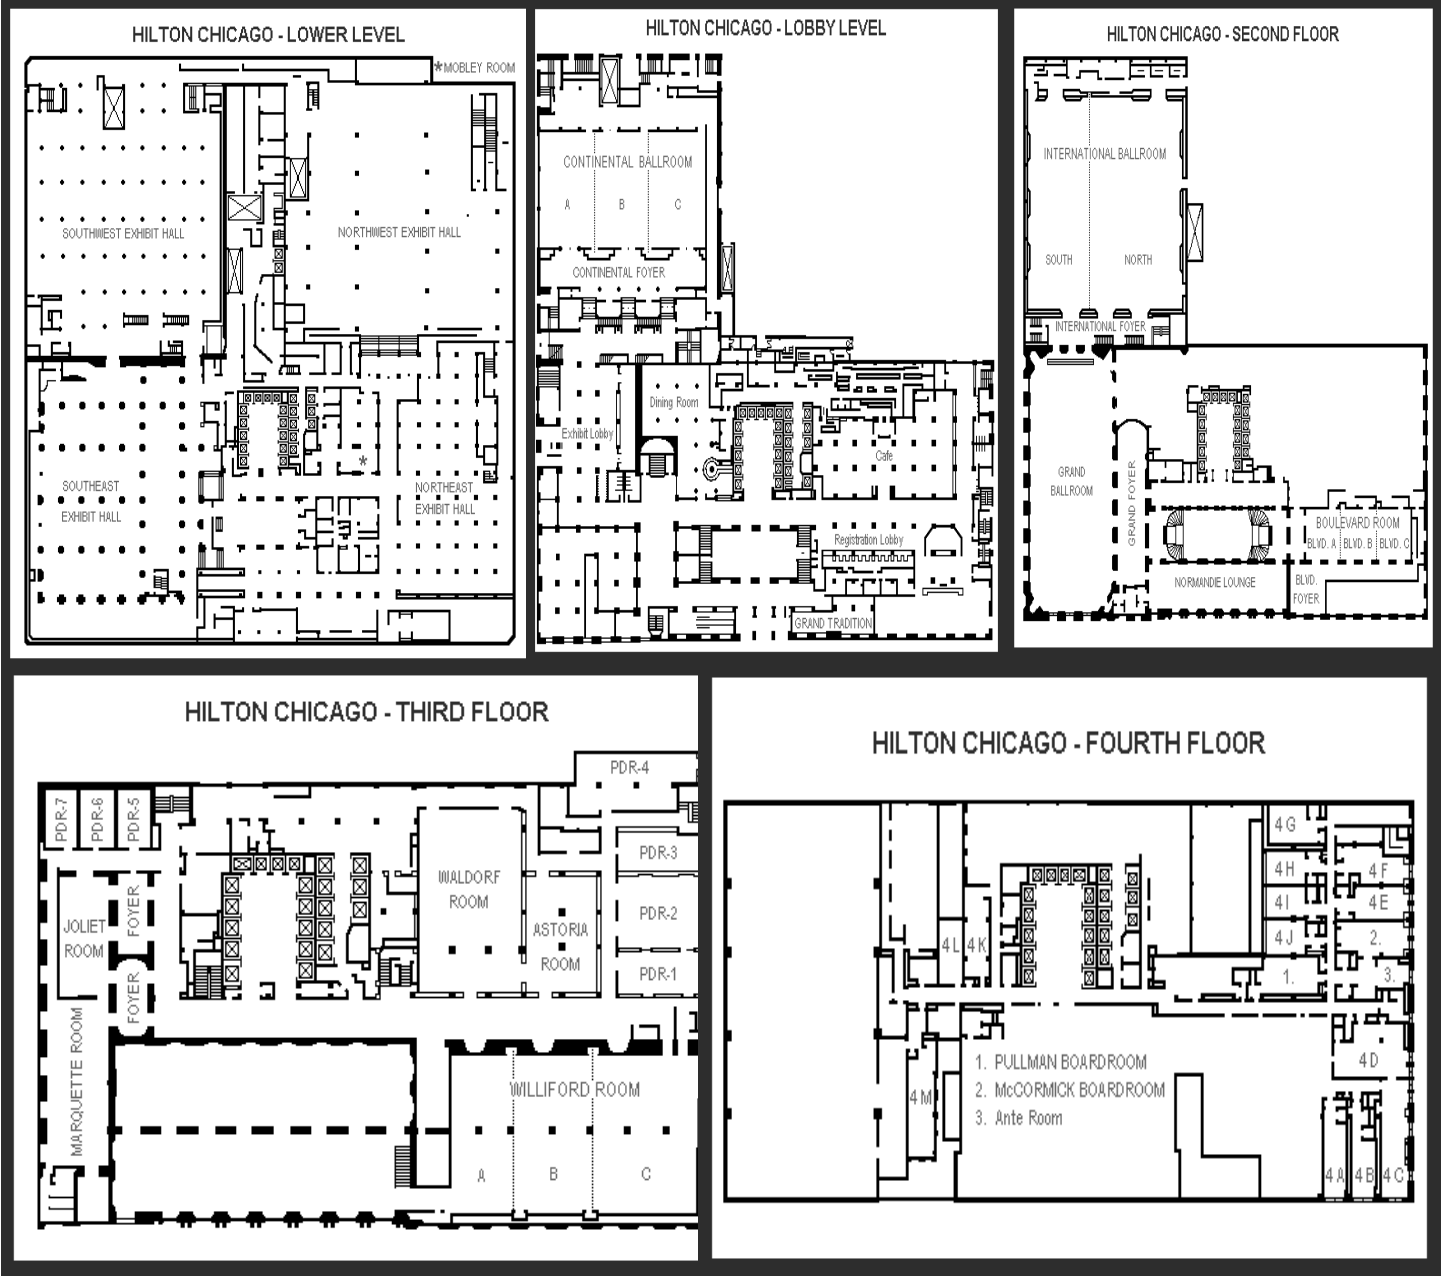 HILTON CHICAGO - LOWER LEVEL
*MOBLEY ROOM
SOUTHWEST EXHIBIT HALL
NORTHWEST EXHIBIT HALL
*
SOUTHEAST
EXHIBIT HALL
NORTHEAST
EXHIBIT HALL
HILTON CHICAGO - LOBBY LEVEL
CONTINENTAL BALLROOM
A
B
C
CONTINENTAL FOYER
Dining Room
Exhibit Lobby
Cafe
Registration Lobby
GRAND TRADITION
HILTON CHICAGO - SECOND FLOOR
INTERNATIONAL BALLROOM
SOUTH
NORTH
INTERNATIONAL FOYER
GRAND
BALLROOM
GRAND FOYER
BOULEVARD ROOM
BLVD. A
BLVD. B
BLVD. C
NORMANDIE LOUNGE
BLVD.
FOYER
HILTON CHICAGO - THIRD FLOOR
PDR-4
PDR-7
PDR-6
PDR-5
PDR-3
WALDORF
ROOM
FOYER
JOLIET
ROOM
PDR-2
ASTORIA
ROOM
PDR-1
FOYER
MARQUETTE ROOM
WILLIFORD ROOM
A
B
C
HILTON CHICAGO - FOURTH FLOOR
4G
4H
4F
4I
4E
4L
4K
4J
2.
1.
3.
4D
1. PULLMAN BOARDROOM
2. McCORMICK BOARDROOM
3. Ante Room
4M
4A
4B
4C